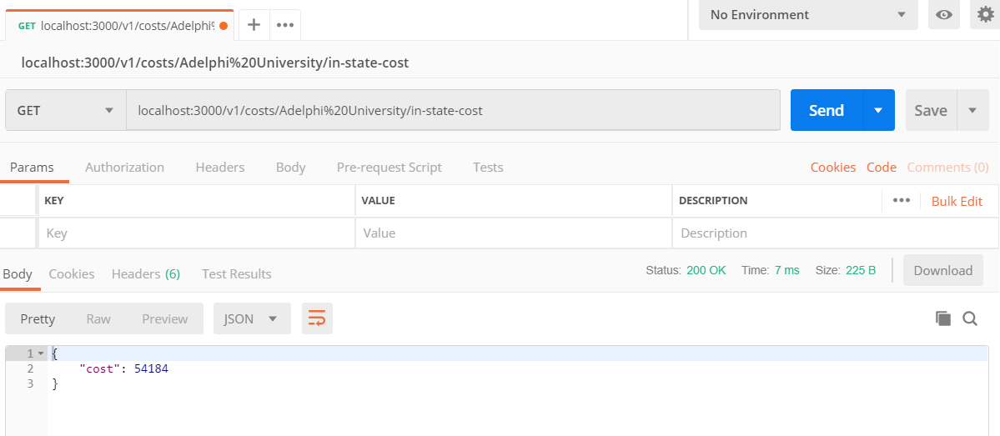 GET localhost:3000/v1/costs/Adelphi%
No Environment
localhost:3000/v1/costs/Adelphi%20University/in-state-cost
GET localhost:3000/v1/costs/Adelphi%20University/in-state-cost Send Save
Params Authorization Headers Body Pre-request Script Tests Cookies Code Comments (0)
KEY VALUE DESCRIPTION Bulk Edit
Key Value Description
Body Cookies Headers (6) Test Results Status: 200 OK Time: 7 ms Size: 225 B Download
Pretty Raw Preview JSON
1 {
2 "cost": 54184
3 }